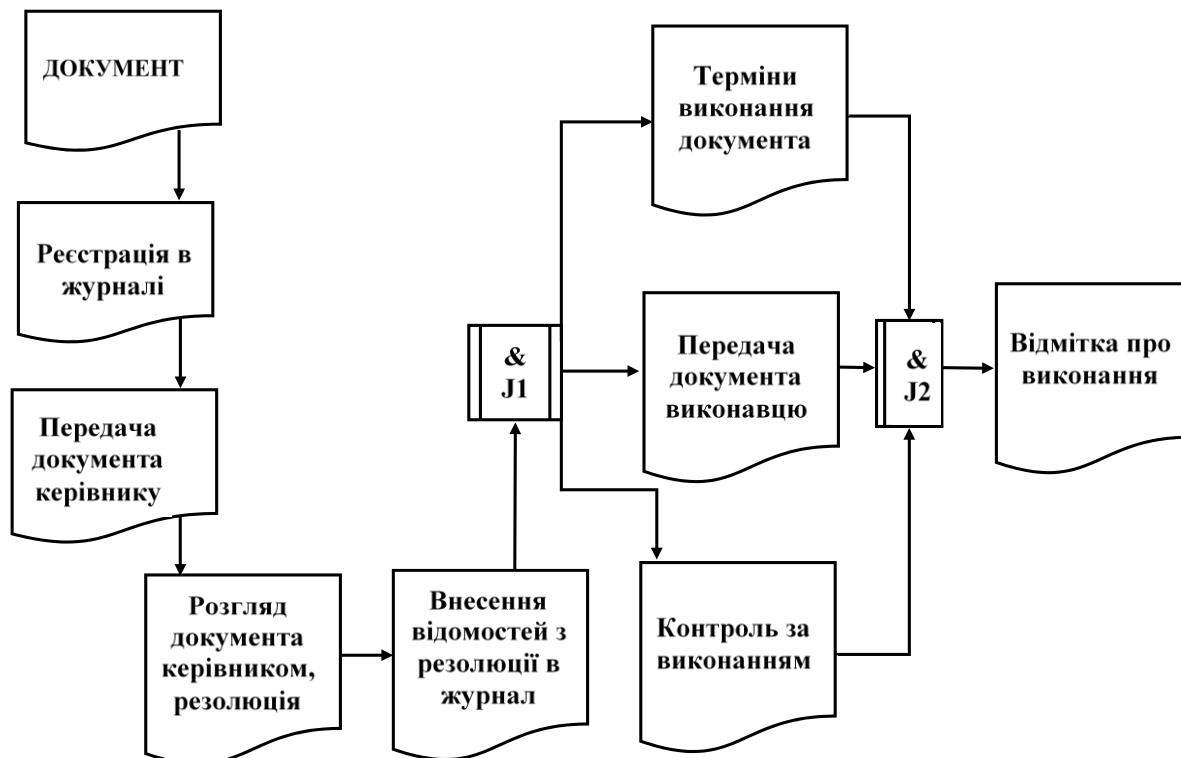 ДОКУМЕНТ
Реєстрація в
журналі
Передача
документа
керівнику
Розгляд
документа
керівником,
резолюція
Внесення
відомостей з
резолюції в
журнал
&
J1
Терміни
виконання
документа
Передача
документа
виконавцю
Контроль за
виконанням
&
J2
Відмітка про
виконання